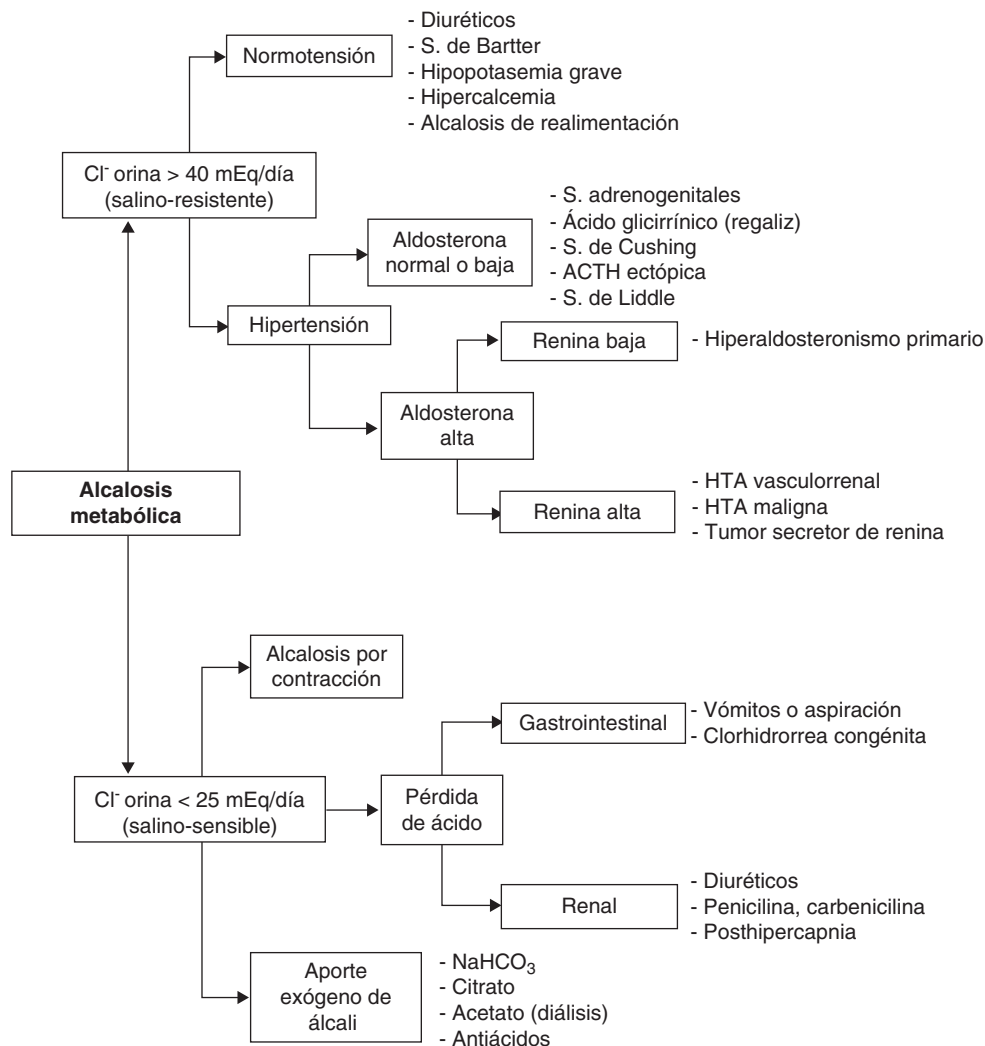 - Diuréticos
- S. de Bartter
- Hipopotasemia grave
- Hipercalcemia
- Alcalosis de realimentación
Normotensión
Cl⁻ orina > 40 mEq/día
(salino-resistente)
- S. adrenogenitales
- Ácido glicirrínico (regaliz)
- S. de Cushing
- ACTH ectópica
- S. de Liddle
Aldosterona
normal o baja
Hipertensión
Renina baja
- Hiperaldosteronismo primario
Aldosterona
alta
Alcalosis
metabólica
Renina alta
- HTA vasculorrenal
- HTA maligna
- Tumor secretor de renina
Alcalosis por
contracción
Gastrointestinal
- Vómitos o aspiración
- Clorhidrorrea congénita
Cl⁻ orina < 25 mEq/día
(salino-sensible)
Pérdida
de ácido
Renal
- Diuréticos
- Penicilina, carbenicilina
- Posthipercapnia
Aporte
exógeno de
álcali
- NaHCO₃
- Citrato
- Acetato (diálisis)
- Antiácidos